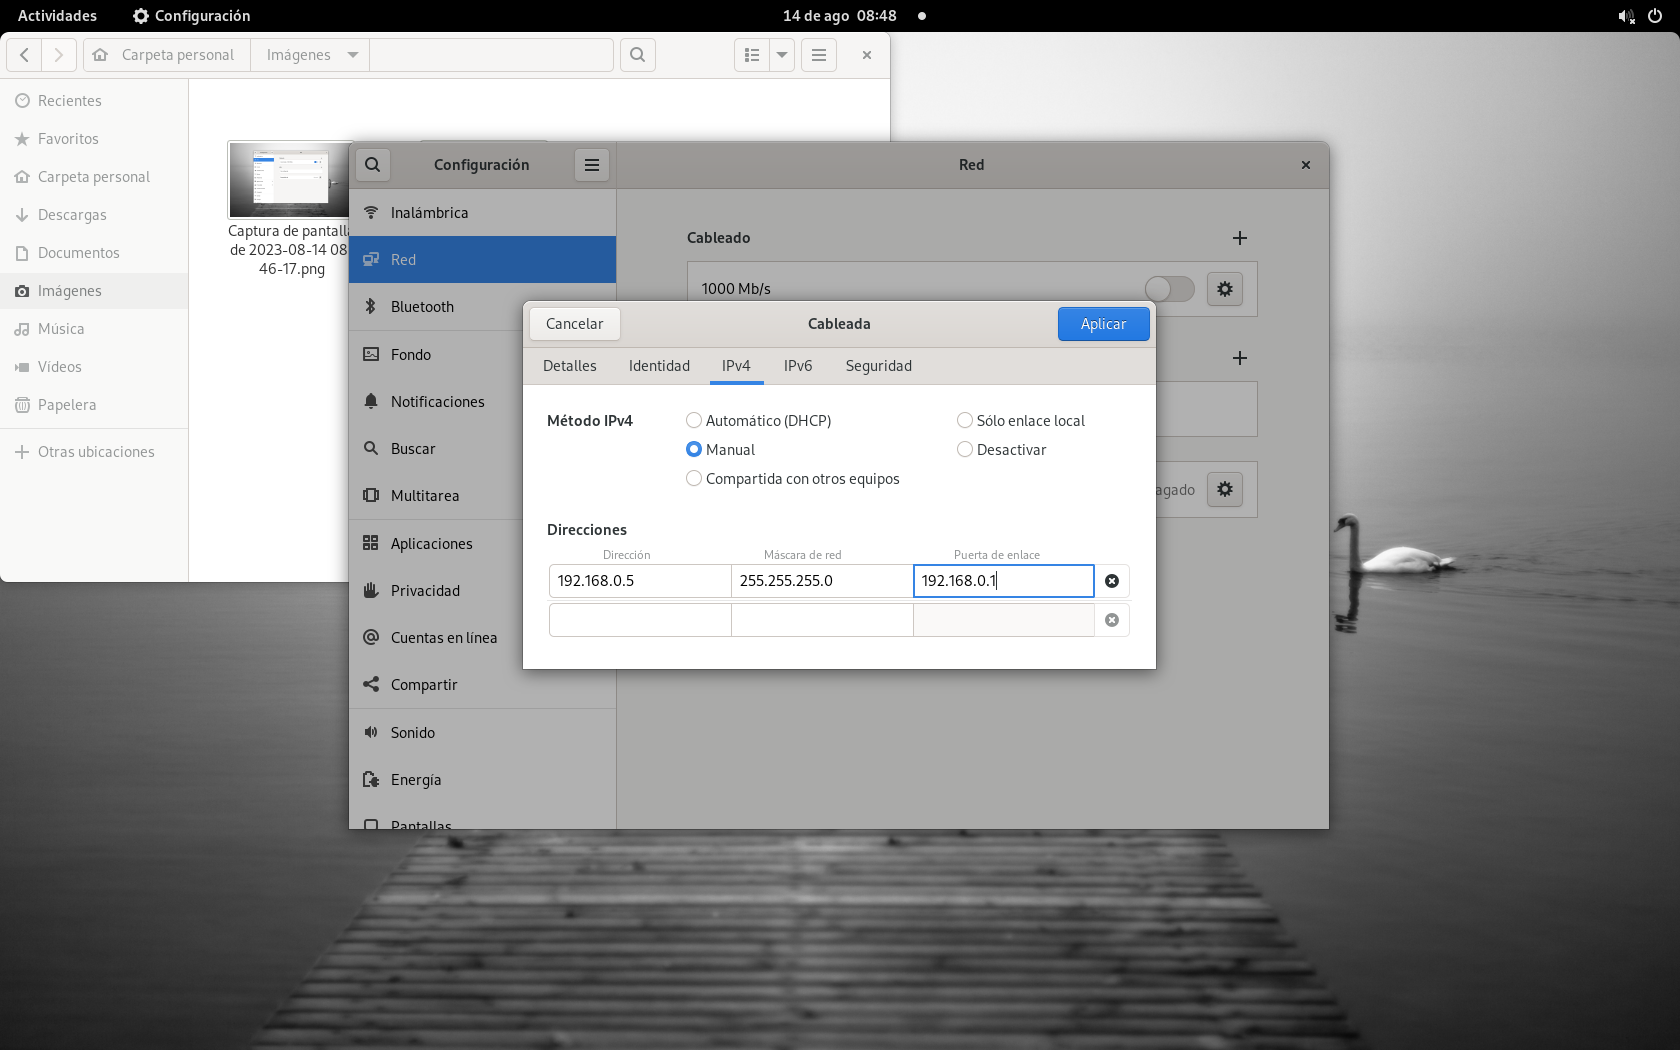 Actividades
Configuración
14 de ago 08:48
Carpeta personal
Imágenes
Recientes
Favoritos
Carpeta personal
Descargas
Documentos
Imágenes
Música
Vídeos
Papelera
Otras ubicaciones
Captura de pantalla
de 2023-08-14 08
46-17.png
Configuración
Red
Inalámbrica
Red
Bluetooth
Fondo
Notificaciones
Buscar
Multitarea
Aplicaciones
Privacidad
Cuentas en línea
Compartir
Sonido
Energía
Pantallas
Cableado
1000 Mb/s
agado
Cancelar
Cableada
Aplicar
Detalles
Identidad
IPv4
IPv6
Seguridad
Método IPv4
Automático (DHCP)
Sólo enlace local
Manual
Desactivar
Compartida con otros equipos
Direcciones
Dirección
Máscara de red
Puerta de enlace
192.168.0.5
255.255.255.0
192.168.0.1